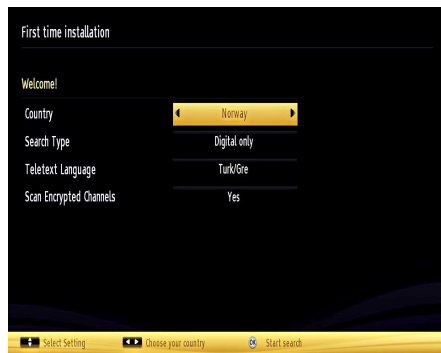 First time installation
Welcome!
Country Norway
Search Type Digital only
Teletext Language Turk/Gre
Scan Encrypted Channels Yes
Select Setting Choose your country OK Start search